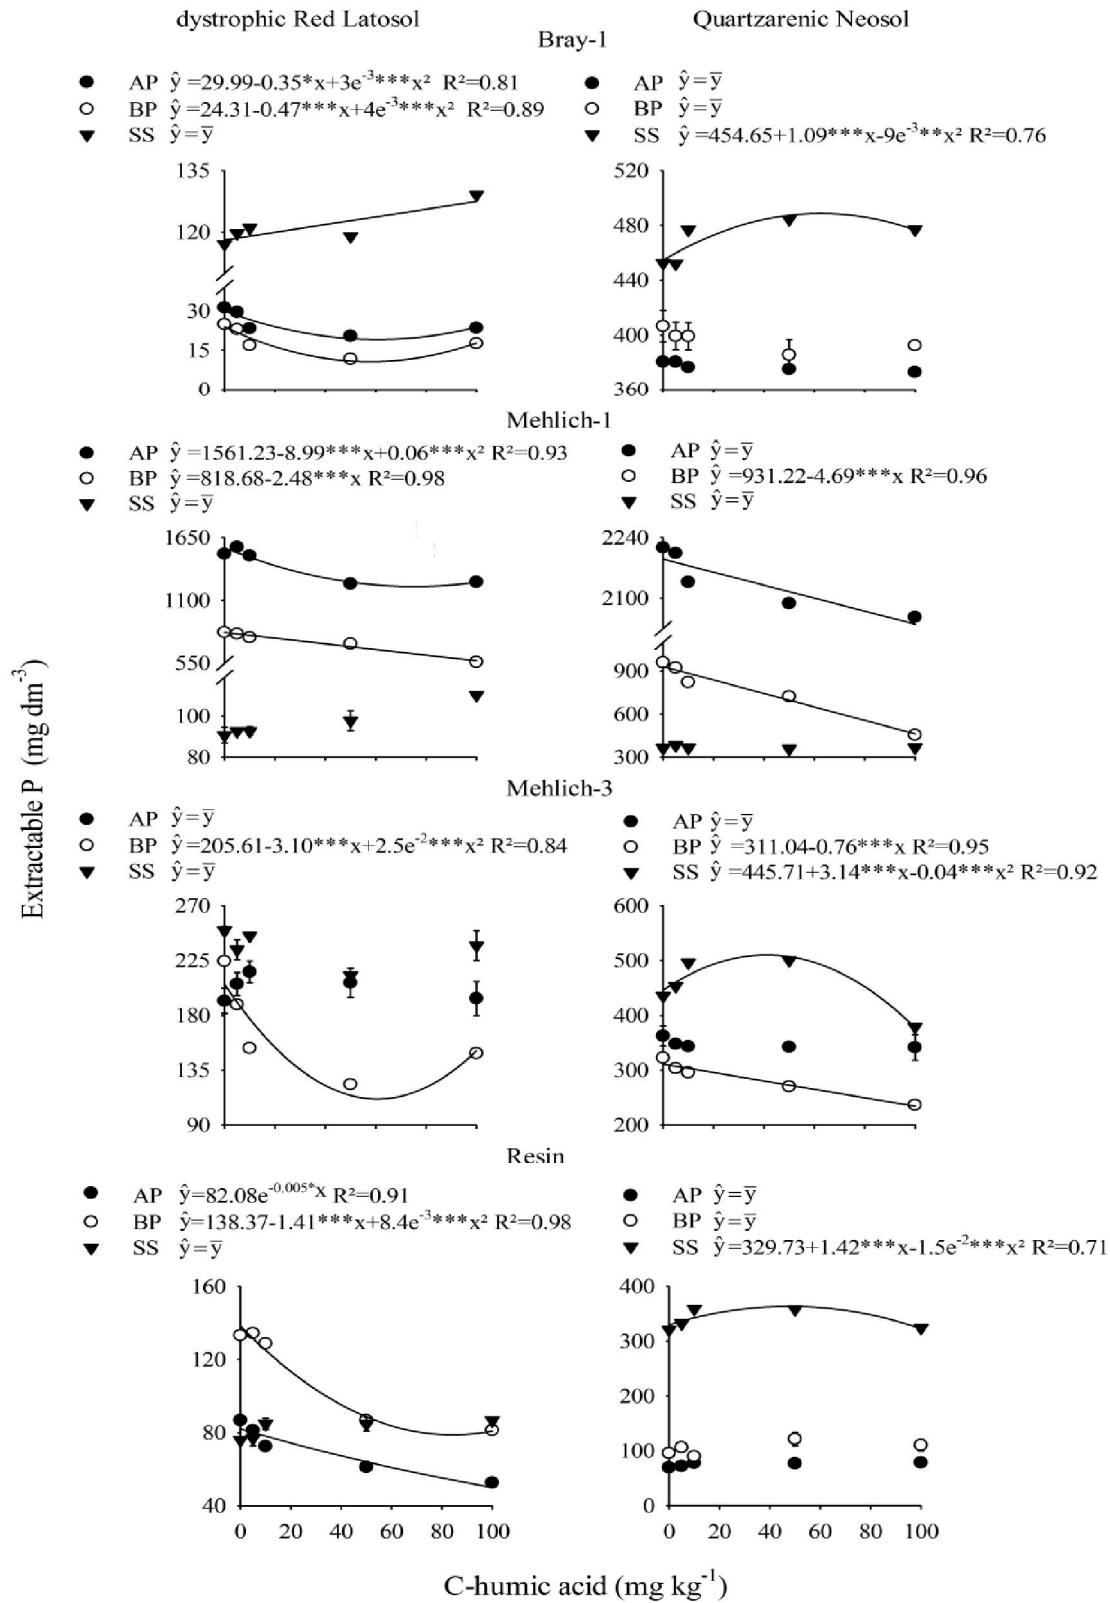 dystrophic Red Latosol
Quartzarenic Neosol
Bray-1
AP ŷ=29.99-0.35*x+3e⁻³***x² R²=0.81
BP ŷ=24.31-0.47***x+4e⁻³***x² R²=0.89
SS ŷ=y̅
AP ŷ=y̅
BP ŷ=y̅
SS ŷ=454.65+1.09***x-9e⁻³**x² R²=0.76
135
120
30
15
0
520
480
440
400
360
Mehlich-1
AP ŷ=1561.23-8.99***x+0.06***x² R²=0.93
BP ŷ=818.68-2.48***x R²=0.98
SS ŷ=y̅
AP ŷ=y̅
BP ŷ=931.22-4.69***x R²=0.96
SS ŷ=y̅
1650
1100
550
100
80
2240
2100
900
600
300
Extractable P (mg dm⁻³)
Mehlich-3
AP ŷ=y̅
BP ŷ=205.61-3.10***x+2.5e⁻²***x² R²=0.84
SS ŷ=y̅
AP ŷ=y̅
BP ŷ=311.04-0.76***x R²=0.95
SS ŷ=445.71+3.14***x-0.04***x² R²=0.92
270
225
180
135
90
600
500
400
300
200
Resin
AP ŷ=82.08e⁻⁰·⁰⁰⁵*x R²=0.91
BP ŷ=138.37-1.41***x+8.4e⁻³***x² R²=0.98
SS ŷ=y̅
AP ŷ=y̅
BP ŷ=y̅
SS ŷ=329.73+1.42***x-1.5e⁻²***x² R²=0.71
160
120
80
40
0 20 40 60 80 100
400
300
200
100
0
0 20 40 60 80 100
C-humic acid (mg kg⁻¹)